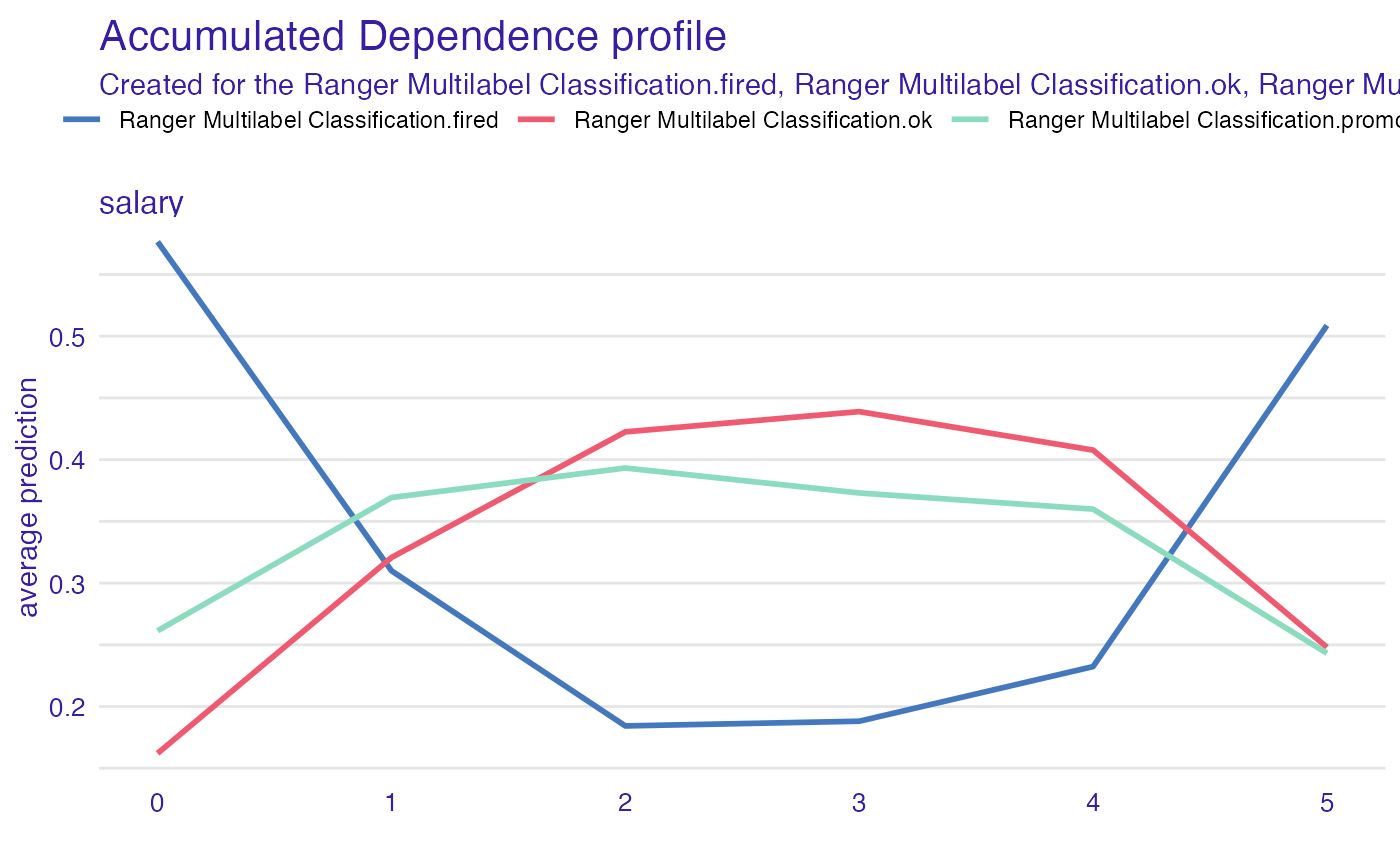 Accumulated Dependence profile
Created for the Ranger Multilabel Classification.fired, Ranger Multilabel Classification.ok, Ranger Mu
Ranger Multilabel Classification.fired Ranger Multilabel Classification.ok Ranger Multilabel Classification.promo
salary
average prediction
0.5
0.4
0.3
0.2
0 1 2 3 4 5